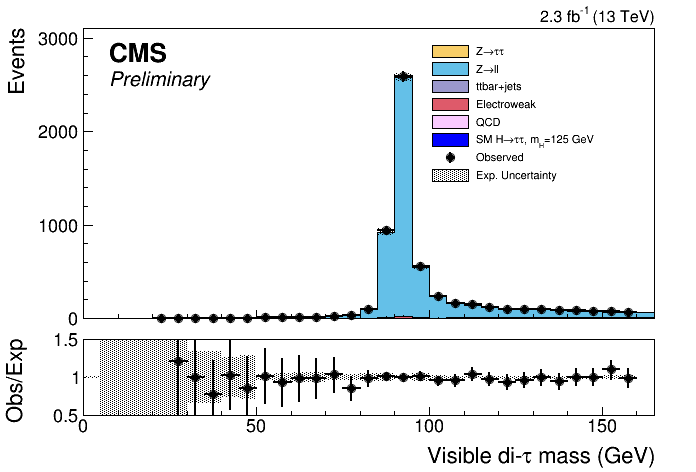 2.3 fb⁻¹ (13 TeV)
CMS
Preliminary
Events
3000
2000
1000
0
Z→ττ
Z→ll
ttbar+jets
Electroweak
QCD
SM H→ττ, m_H=125 GeV
Observed
Exp. Uncertainty
Obs/Exp
1.5
1
0.5
0 50 100 150
Visible di-τ mass (GeV)